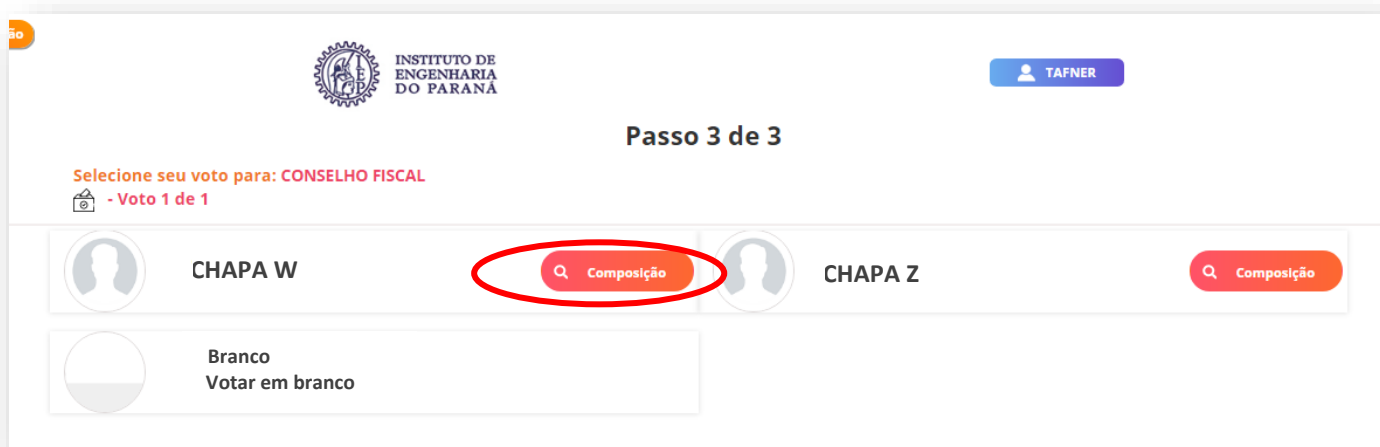 ão
INSTITUTO DE
ENGENHARIA
DO PARANÁ
TAFNER
Passo 3 de 3
Selecione seu voto para: CONSELHO FISCAL
- Voto 1 de 1
CHAPA W
Composição
CHAPA Z
Composição
Branco
Votar em branco